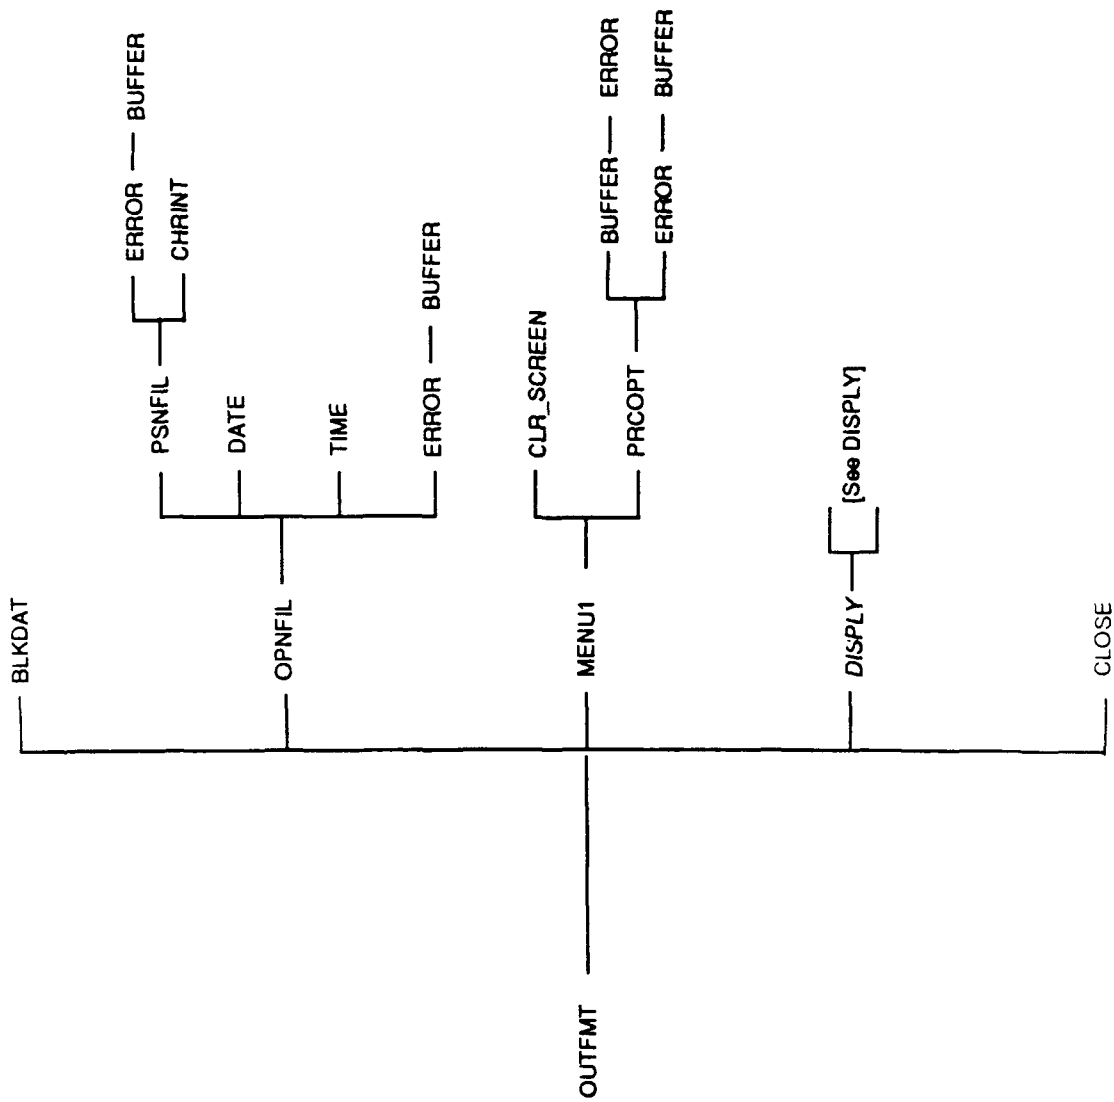 BLKDAT
OPNFIL
PSNFIL
ERROR — BUFFER
CHRINT
DATE
TIME
ERROR — BUFFER
OUTFMT
MENU1
CLR_SCREEN
PRCOPT
BUFFER — ERROR
ERROR — BUFFER
DISPLY
[See DISPLY]
CLOSE